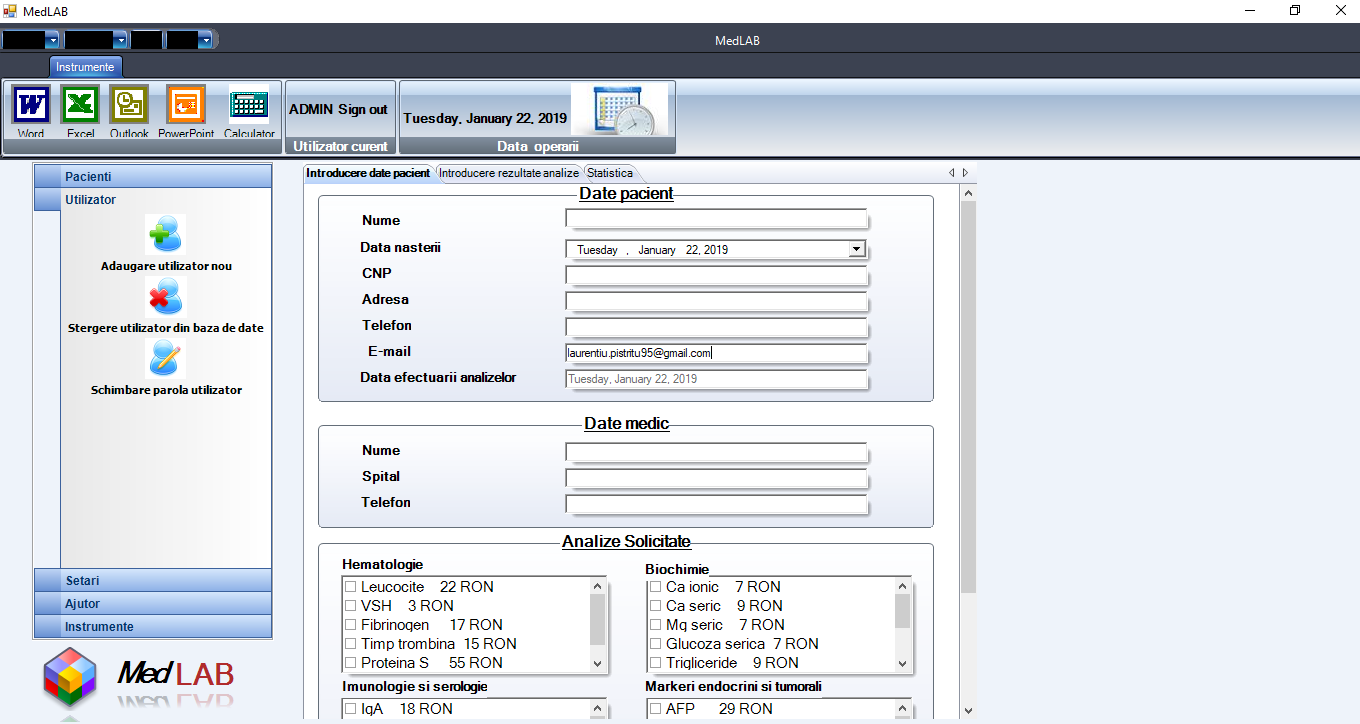 MedLAB
MedLAB
Instrumente
Word Excel Outlook PowerPoint Calculator
ADMIN Sign out
Utilizator curent
Tuesday, January 22, 2019
Data operarii
Pacienti
Utilizator
Adaugare utilizator nou
Stergere utilizator din baza de date
Schimbare parola utilizator
Setari
Ajutor
Instrumente
Med LAB
Introducere date pacient Introducere rezultate analize Statistica
Date pacient
Nume
Data nasterii Tuesday , January 22, 2019
CNP
Adresa
Telefon
E-mail laurentiu.pistritu95@gmail.com
Data efectuarii analizelor Tuesday, January 22, 2019
Date medic
Nume
Spital
Telefon
Analize Solicitate
Hematologie
Leucocite 22 RON
VSH 3 RON
Fibrinogen 17 RON
Timp trombina 15 RON
Proteina S 55 RON
Biochimie
Ca ionic 7 RON
Ca seric 9 RON
Mg seric 7 RON
Glucoza serica 7 RON
Trigliceride 9 RON
Imunologie si serologie
IgA 18 RON
Markeri endocrini si tumorali
AFP 29 RON